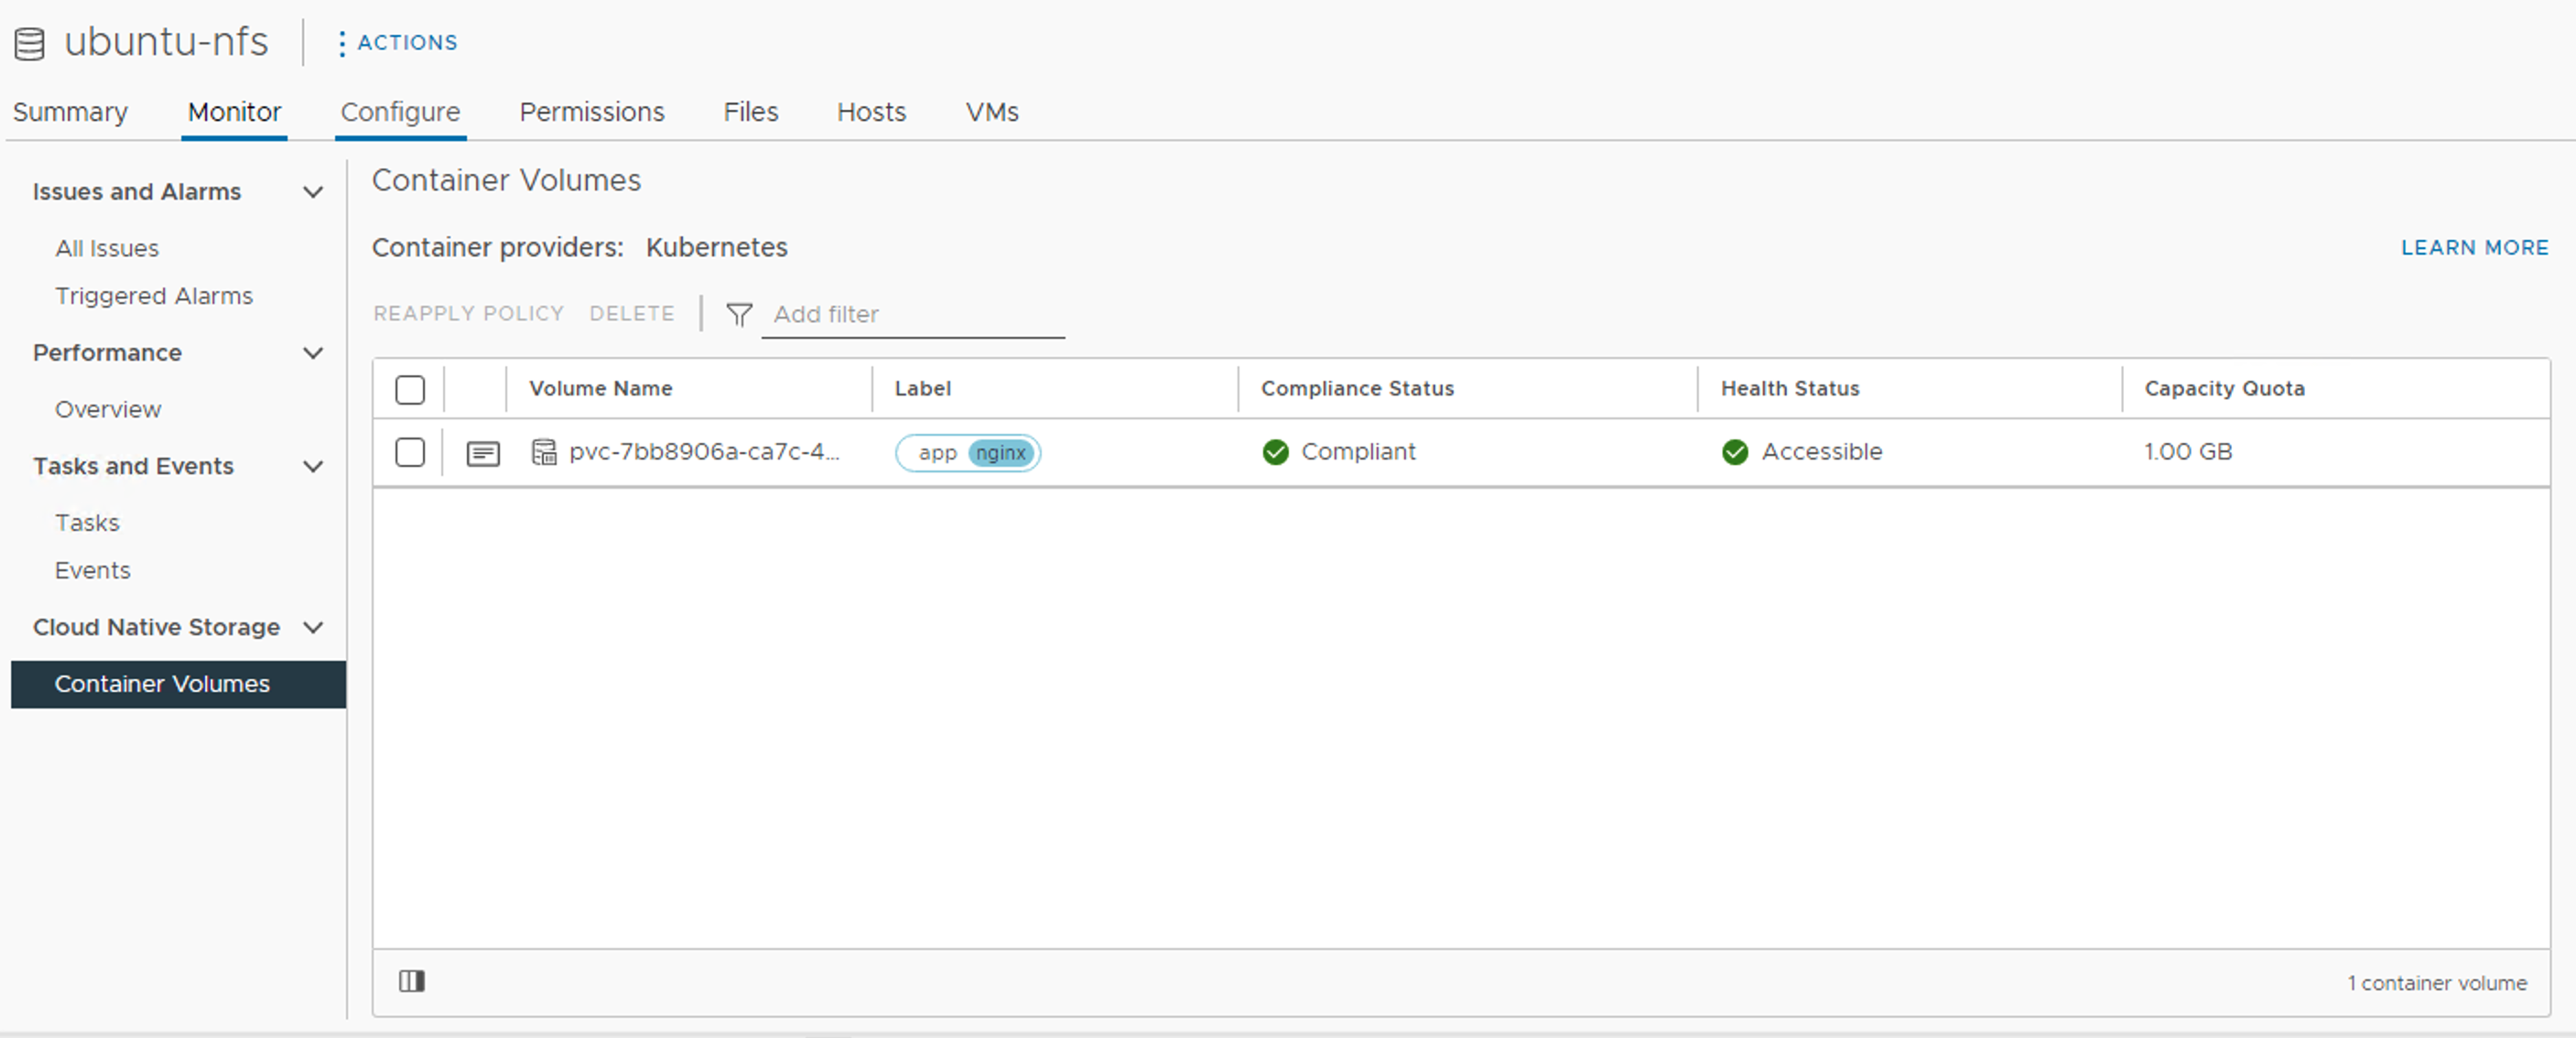 ubuntu-nfs
ACTIONS
Summary Monitor Configure Permissions Files Hosts VMs
Issues and Alarms
All Issues
Triggered Alarms
Performance
Overview
Tasks and Events
Tasks
Events
Cloud Native Storage
Container Volumes
Container Volumes
Container providers: Kubernetes
LEARN MORE
REAPPLY POLICY DELETE Add filter
Volume Name Label Compliance Status Health Status Capacity Quota
pvc-7bb8906a-ca7c-4... app nginx Compliant Accessible 1.00 GB
1 container volume